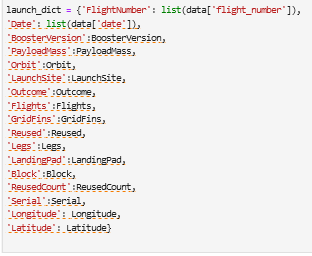 launch_dict = {'FlightNumber': list(data['flight_number']),
'Date': list(data['date']),
'BoosterVersion':BoosterVersion,
'PayloadMass':PayloadMass,
'Orbit':Orbit,
'LaunchSite':LaunchSite,
'Outcome':Outcome,
'Flights':Flights,
'GridFins':GridFins,
'Reused':Reused,
'Legs':Legs,
'LandingPad':LandingPad,
'Block':Block,
'ReusedCount':ReusedCount,
'Serial':Serial,
'Longitude': Longitude,
'Latitude': Latitude}